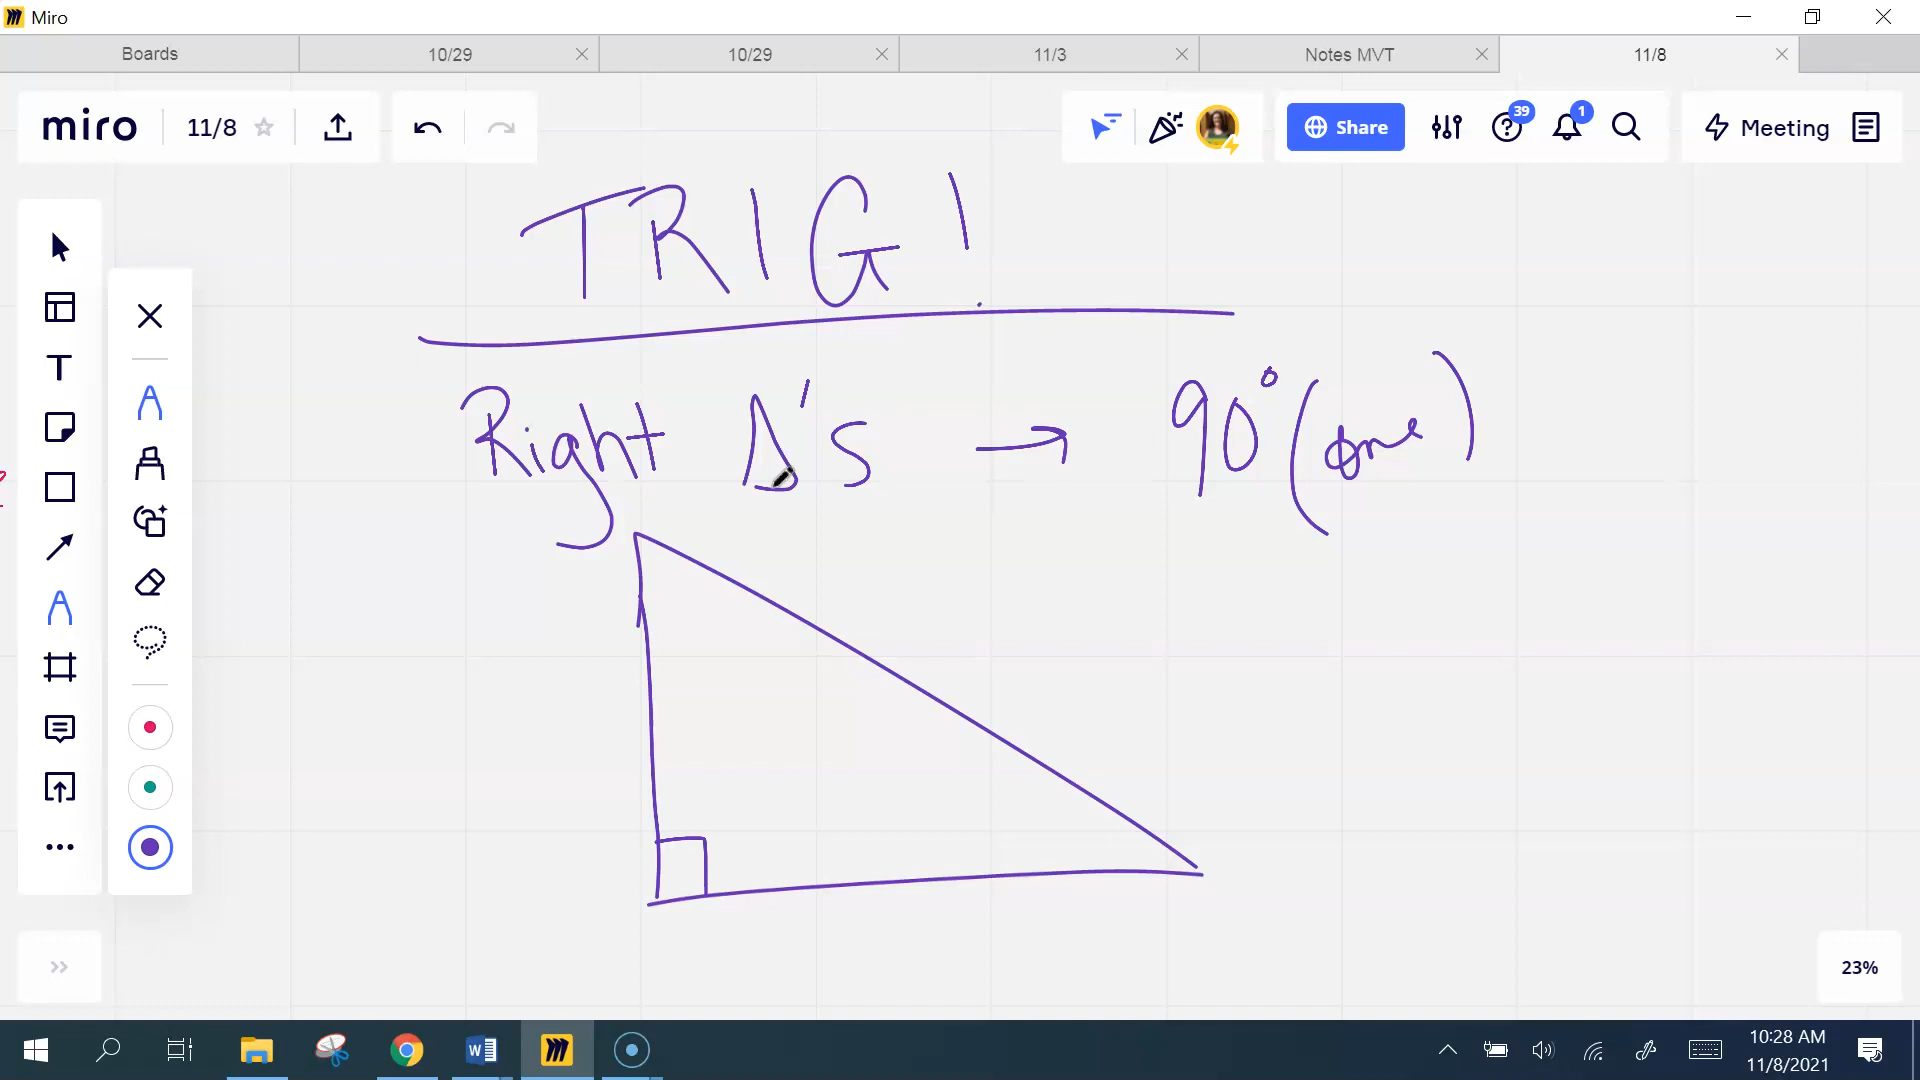 Miro
Boards 10/29 10/29 11/3 Notes MVT 11/8
miro 11/8 Share 39 1 Meeting
TRIG!
Right Δ's → 90° (one)
23%
10:28 AM
11/8/2021